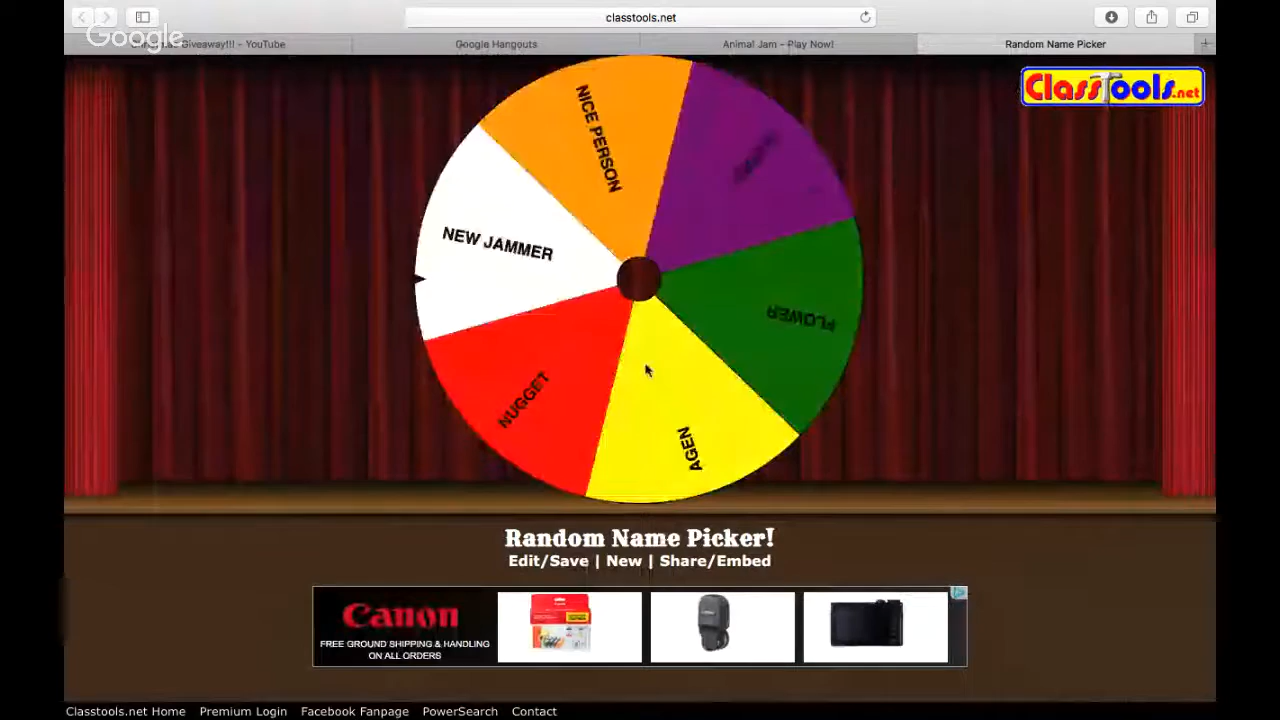 classtools.net
Giveaway!!! - YouTube
Google Hangouts
Animal Jam - Play Now!
Random Name Picker
Google
ClassTools.net
NICE PERSON
NEW JAMMER
FLOWER
NUGGET
AGEN
Random Name Picker!
Edit/Save | New | Share/Embed
Canon
FREE GROUND SHIPPING & HANDLING
ON ALL ORDERS
Classtools.net Home Premium Login Facebook Fanpage PowerSearch Contact